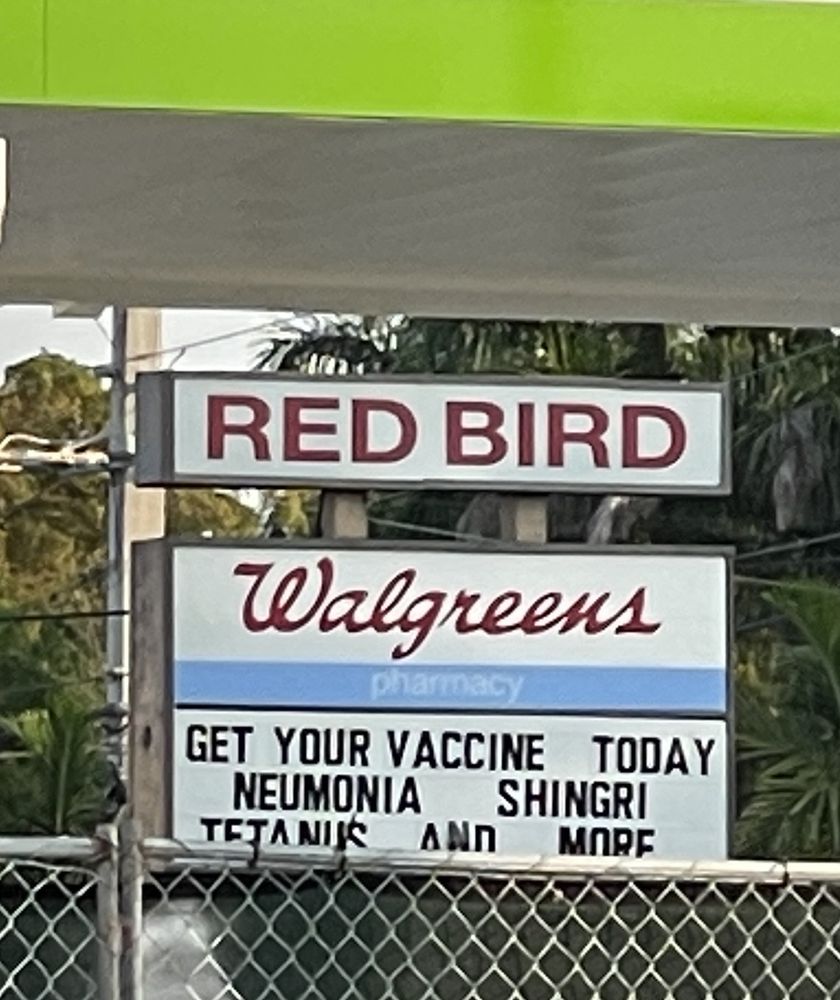 RED BIRD
Walgreens
pharmacy
GET YOUR VACCINE TODAY
NEUMONIA SHINGRI
TETANUS AND MORE